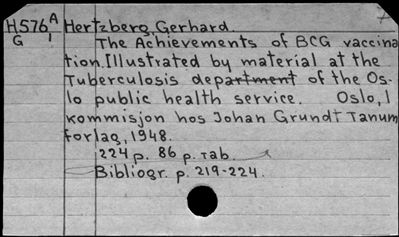 H576 A Hertzberg, Gerhard.
G 1 The Achievements of BCG vaccina
tion. Illustrated by material at the
Tuberculosis department of the Os-
lo public health service. Oslo, I
kommisjon hos Johan Grundt Tanum
forlag, 1948.
224 p. 86 p. tab.
Bibliogr. p. 219-224.